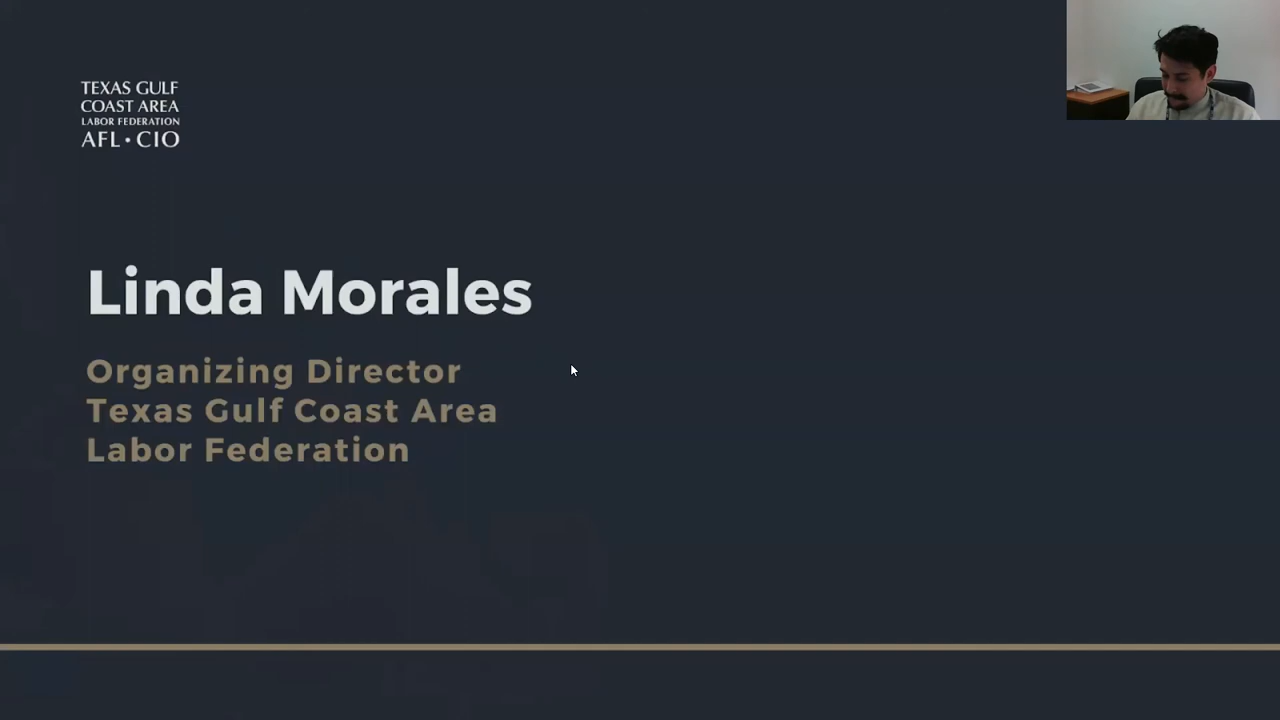 TEXAS GULF
COAST AREA
LABOR FEDERATION
AFL • CIO
Linda Morales
Organizing Director
Texas Gulf Coast Area
Labor Federation